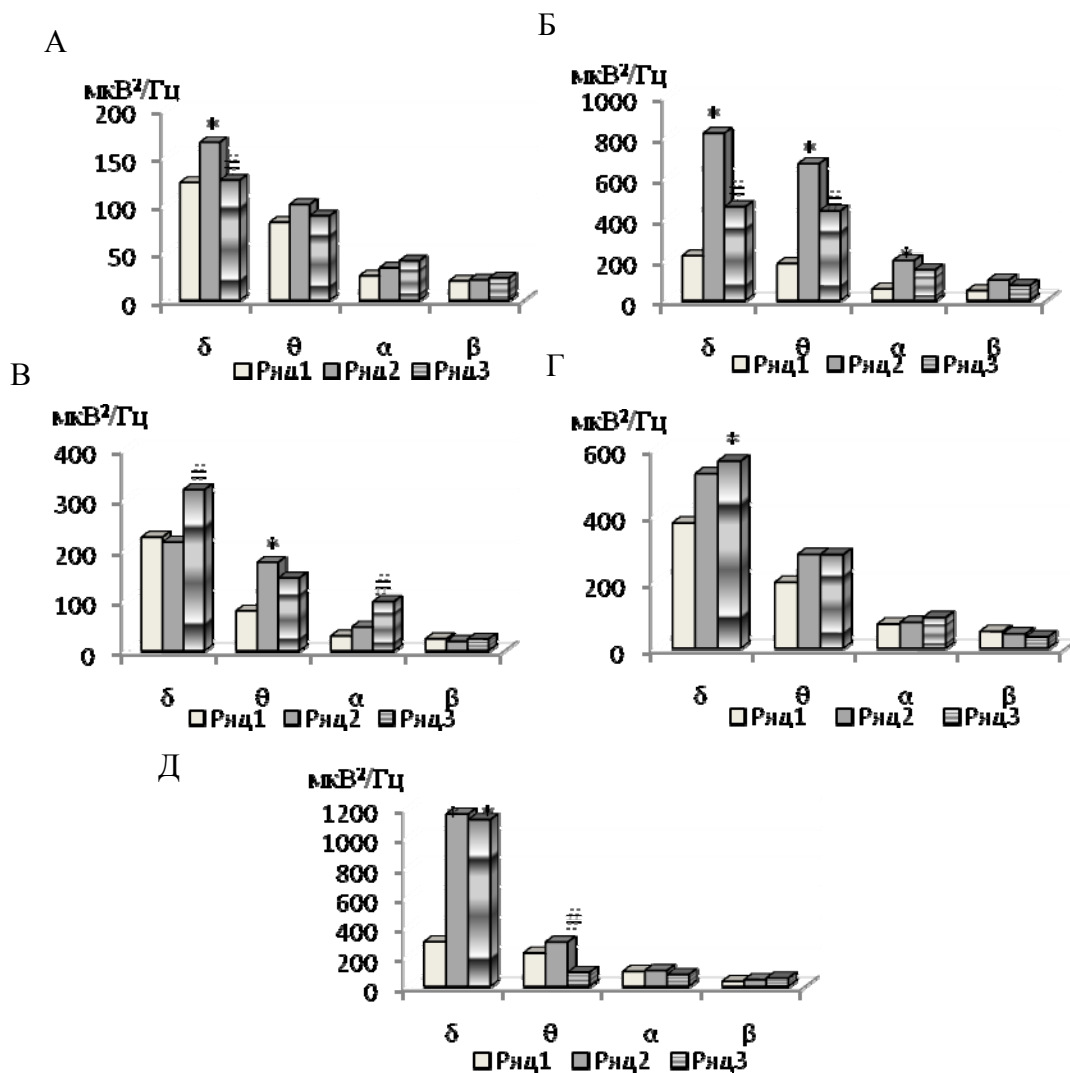 А
мкВ²/Гц
200
150
100
50
0
*
#
δ θ α β
Ряд1 Ряд2 Ряд3
Б
мкВ²/Гц
1000
800
600
400
200
0
* * *
# #
δ θ α β
Ряд1 Ряд2 Ряд3
В
мкВ²/Гц
400
300
200
100
0
# * #
δ θ α β
Ряд1 Ряд2 Ряд3
Г
мкВ²/Гц
600
400
200
0
*
δ θ α β
Ряд1 Ряд2 Ряд3
Д
мкВ²/Гц
1200
1000
800
600
400
200
0
* *
#
δ θ α β
Ряд1 Ряд2 Ряд3